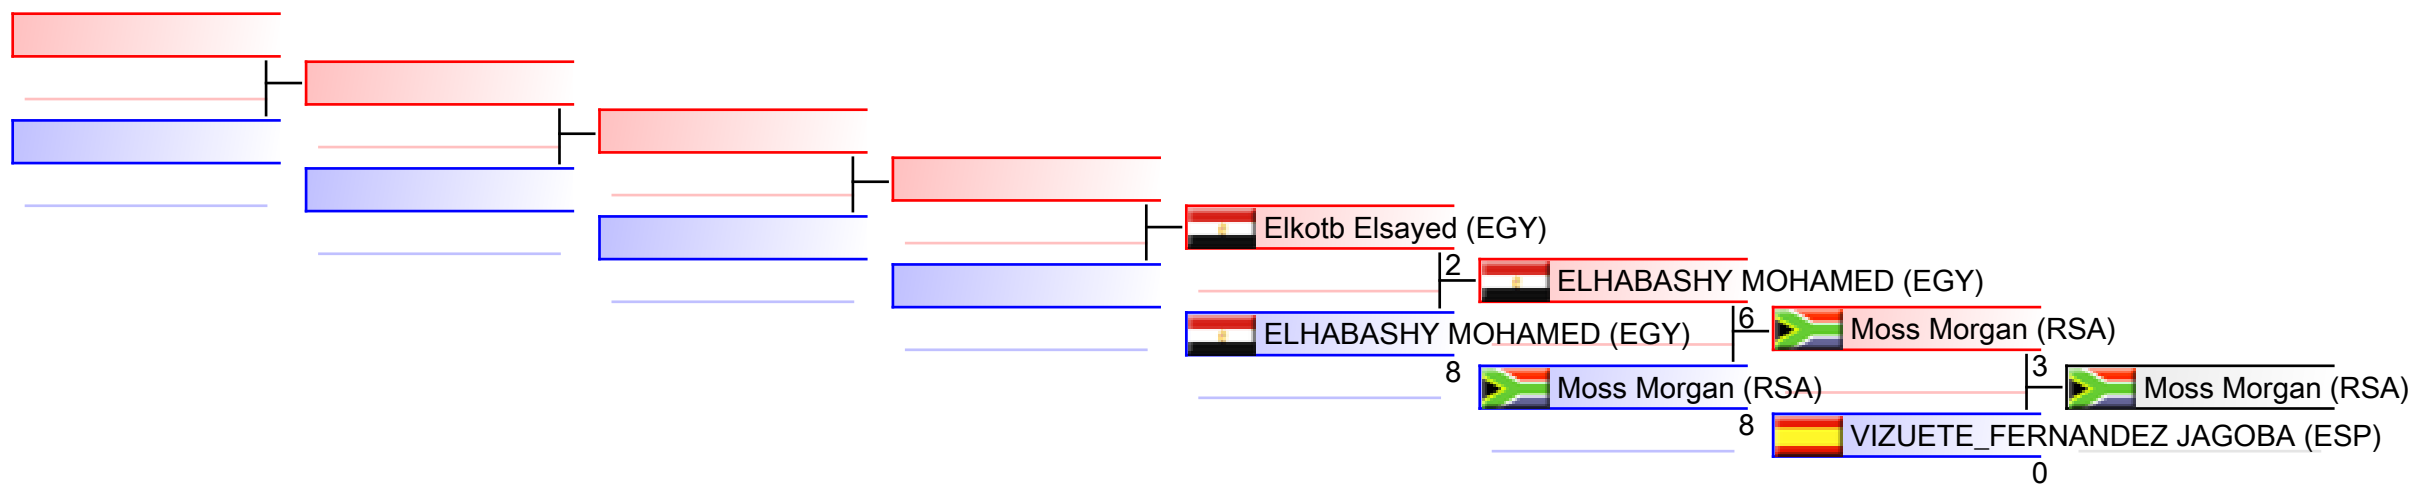 Elkotb Elsayed (EGY)
2
ELHABASHY MOHAMED (EGY)
8
ELHABASHY MOHAMED (EGY)
6
Moss Morgan (RSA)
8
Moss Morgan (RSA)
3
VIZUETE_FERNANDEZ JAGOBA (ESP)
0
Moss Morgan (RSA)